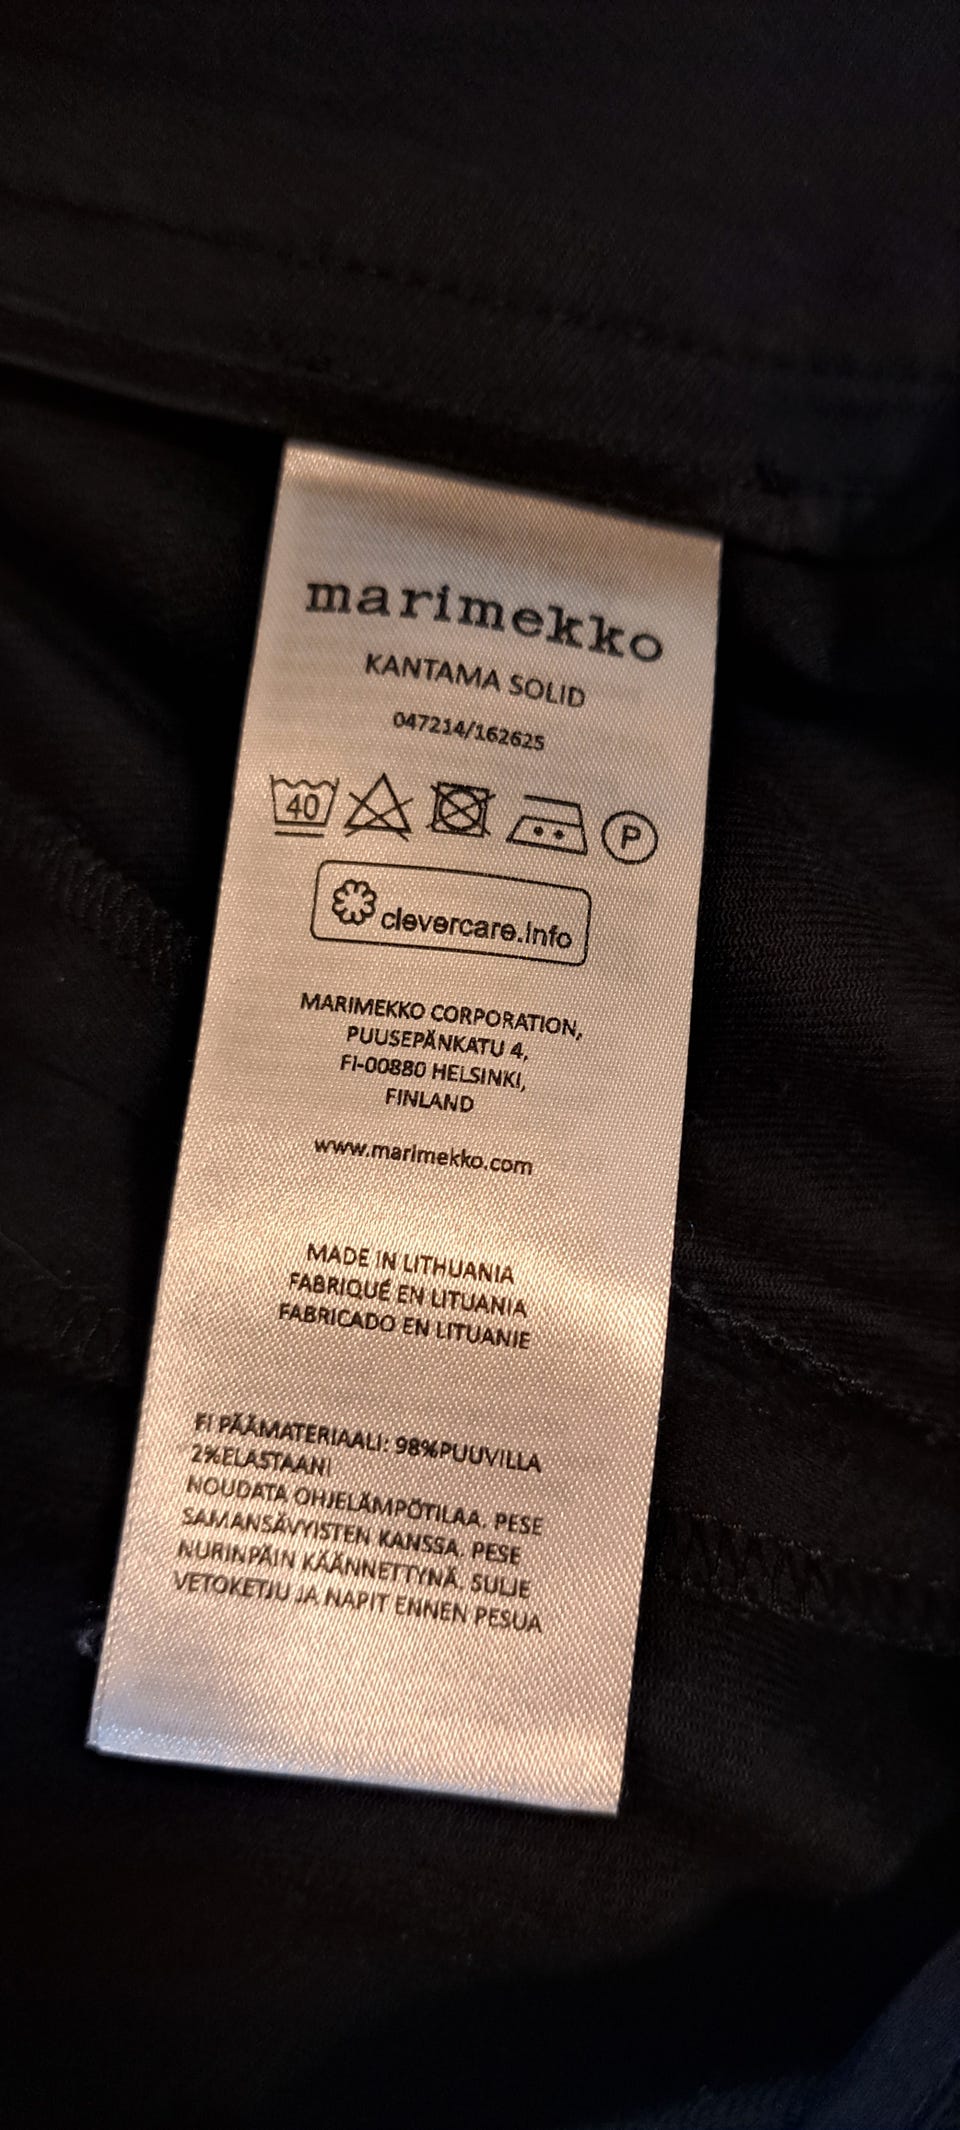 marimekko
KANTAMA SOLID
047214/162625
40 P
clevercare.info
MARIMEKKO CORPORATION,
PUUSEPÄNKATU 4,
FI-00880 HELSINKI,
FINLAND
www.marimekko.com
MADE IN LITHUANIA
FABRIQUÉ EN LITUANIA
FABRICADO EN LITUANIE
FI PÄÄMATERIAALI: 98%PUUVILLA
2%ELASTAANI
NOUDATA OHJELÄMPÖTILAA. PESE
SAMANSÄVYISTEN KANSSA. PESE
NURINPÄIN KÄÄNNETTYNÄ. SULJE
VETOKETJU JA NAPIT ENNEN PESUA